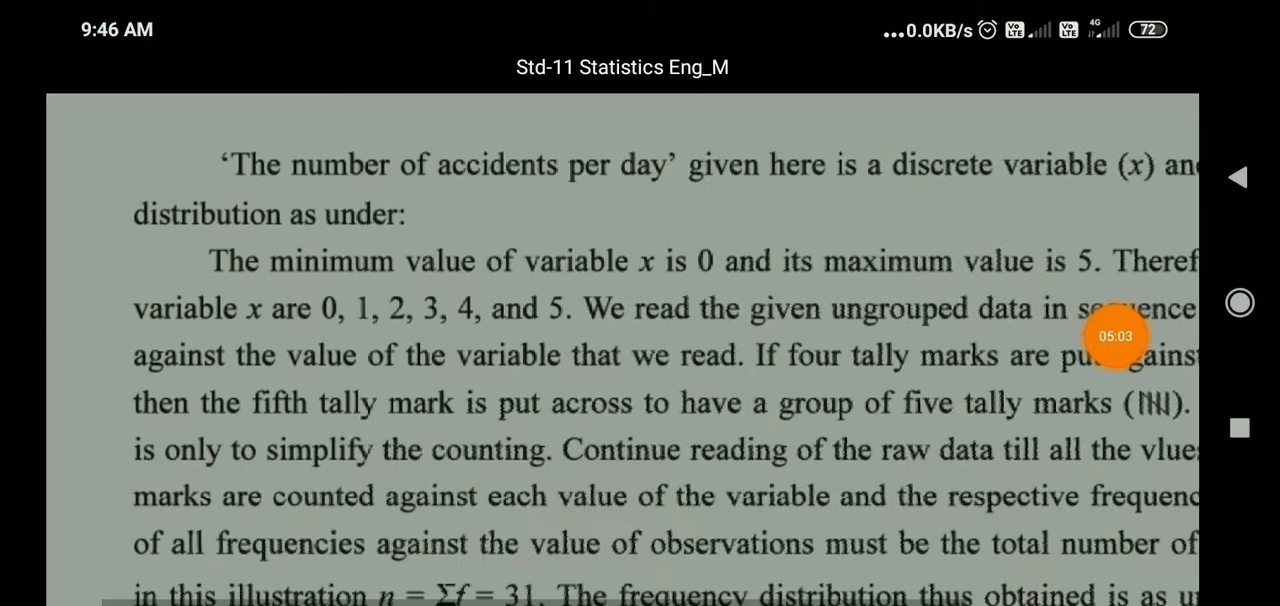 9:46 AM
...0.0KB/s Vo LTE Vo LTE 4G 72
Std-11 Statistics Eng_M
‘The number of accidents per day’ given here is a discrete variable (x) and
distribution as under:
The minimum value of variable x is 0 and its maximum value is 5.
variable x are 0, 1, 2, 3, 4, and 5. We read the given ungrouped data in
05:03
against the value of the variable that we read. If four tally marks are
then the fifth tally mark is put across to have a group of five tally marks ( ).
is only to simplify the counting. Continue reading of the raw data till all the
marks are counted against each value of the variable and the respective
of all frequencies against the value of observations must be the total number of
in this illustration n = Σf = 31. The frequency distribution thus obtained is as